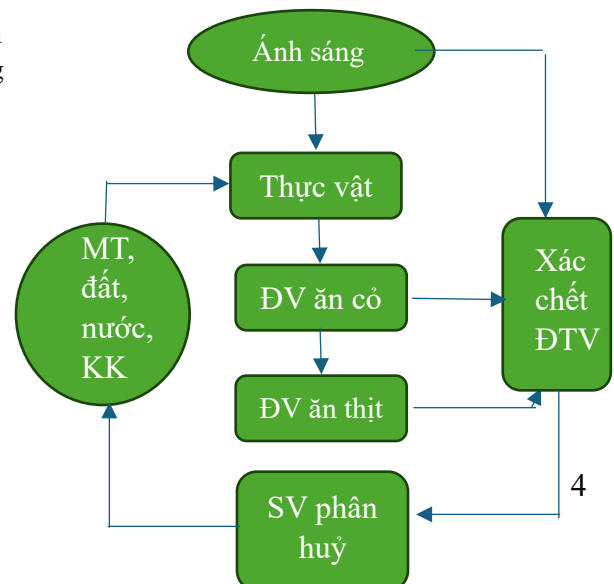 Ánh sáng
Thực vật
MT,
đất,
nước,
KK
ĐV ăn cỏ
Xác
chết
ĐTV
ĐV ăn thịt
4
SV phân
huỷ